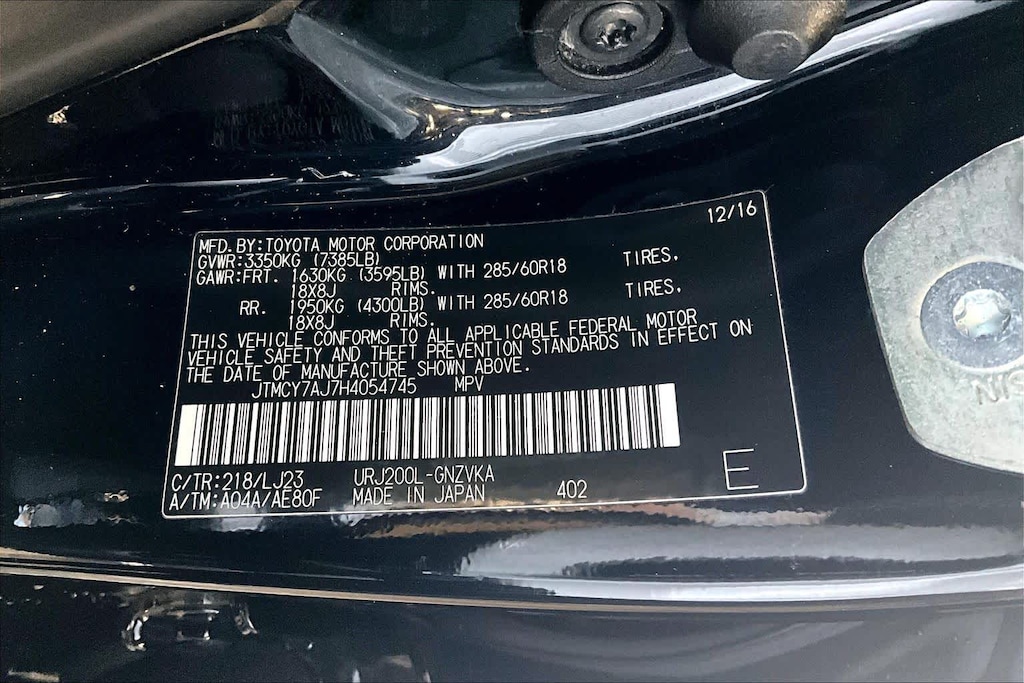 12/16
MFD. BY:TOYOTA MOTOR CORPORATION
GVWR:3350KG (7385LB)
GAWR:FRT. 1630KG (3595LB) WITH 285/60R18 TIRES,
18X8J RIMS.
RR. 1950KG (4300LB) WITH 285/60R18 TIRES,
18X8J RIMS.
THIS VEHICLE CONFORMS TO ALL APPLICABLE FEDERAL MOTOR
VEHICLE SAFETY AND THEFT PREVENTION STANDARDS IN EFFECT ON
THE DATE OF MANUFACTURE SHOWN ABOVE.
JTMCY7AJ7H4054745 MPV
C/TR:218/LJ23 URJ200L-GNZVKA
A/TM:A04A/AE80F MADE IN JAPAN 402
E